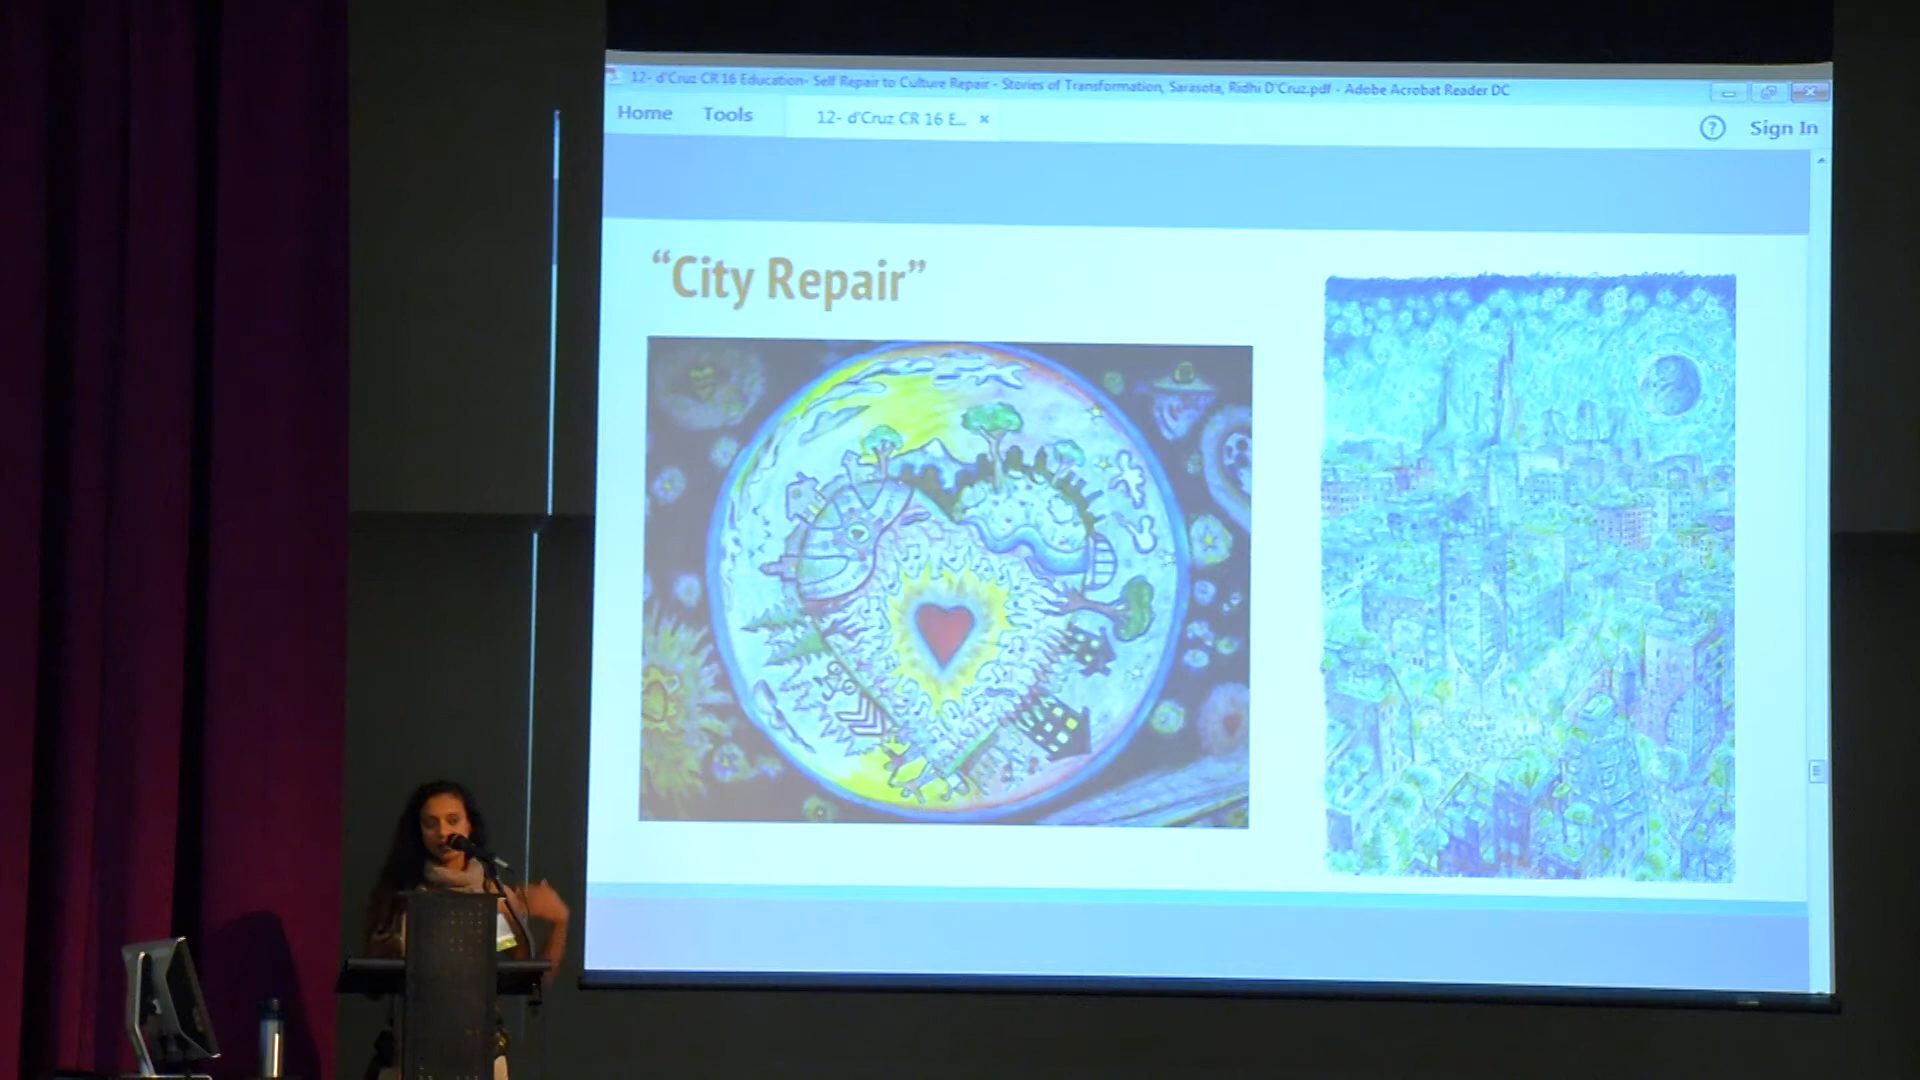 12- d'Cruz CR 16 Education- Self Repair to Culture Repair - Stories of Transformation, Sarasota, Ridhi D'Cruz.pdf - Adobe Acrobat Reader DC
Home Tools 12- d'Cruz CR 16 E... × ? Sign In
“City Repair”